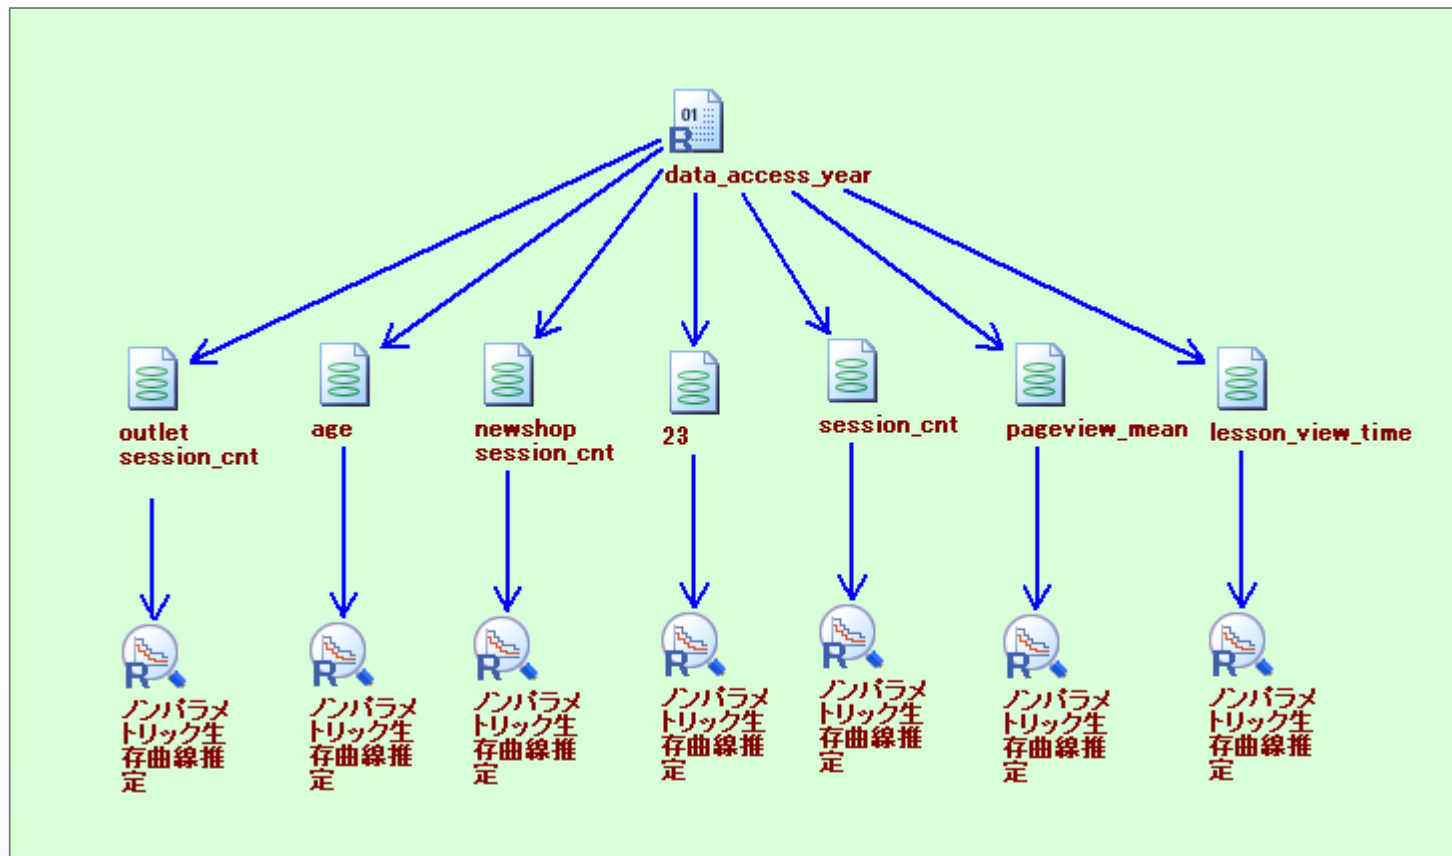 01
R
data_access_year
outlet
session_cnt
age
newshop
session_cnt
23
session_cnt
pageview_mean
lesson_view_time
R
ノンパラメ
トリック生
存曲線推
定
R
ノンパラメ
トリック生
存曲線推
定
R
ノンパラメ
トリック生
存曲線推
定
R
ノンパラメ
トリック生
存曲線推
定
R
ノンパラメ
トリック生
存曲線推
定
R
ノンパラメ
トリック生
存曲線推
定
R
ノンパラメ
トリック生
存曲線推
定